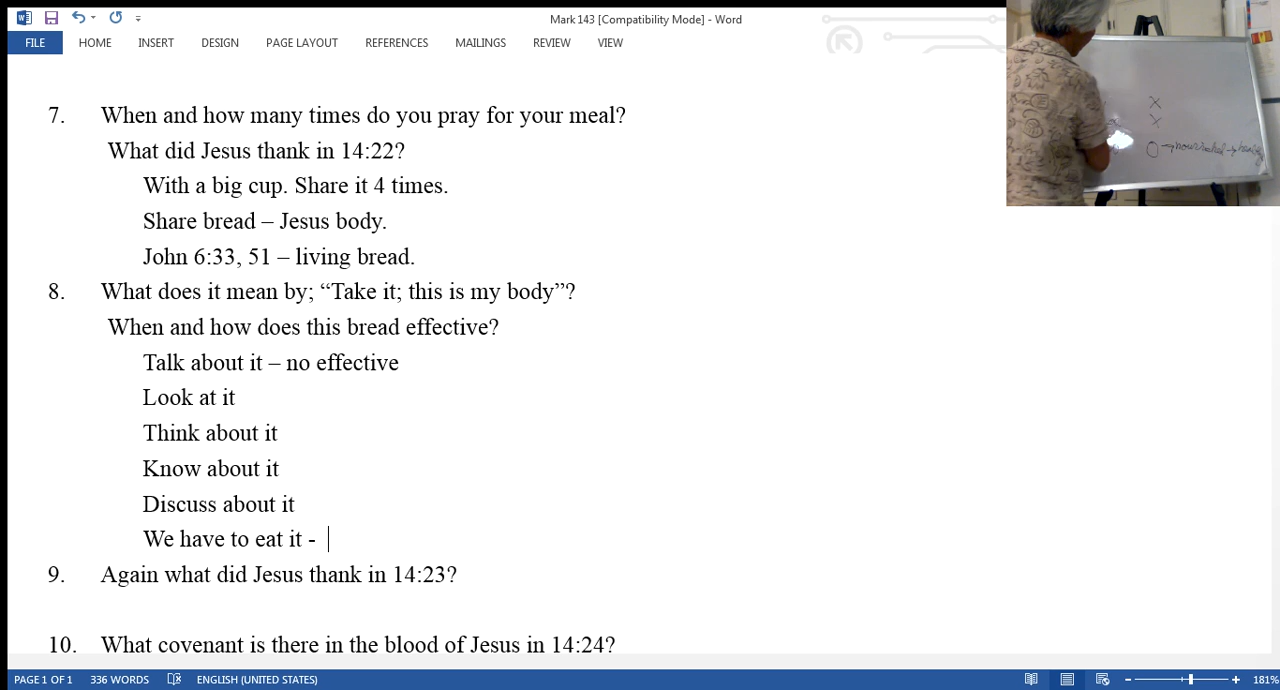 Mark 143 [Compatibility Mode] - Word
FILE HOME INSERT DESIGN PAGE LAYOUT REFERENCES MAILINGS REVIEW VIEW
7. When and how many times do you pray for your meal?
What did Jesus thank in 14:22?
With a big cup. Share it 4 times.
Share bread – Jesus body.
John 6:33, 51 – living bread.
8. What does it mean by; “Take it; this is my body”?
When and how does this bread effective?
Talk about it – no effective
Look at it
Think about it
Know about it
Discuss about it
We have to eat it -
9. Again what did Jesus thank in 14:23?
10. What covenant is there in the blood of Jesus in 14:24?
PAGE 1 OF 1 336 WORDS ENGLISH (UNITED STATES) 181%